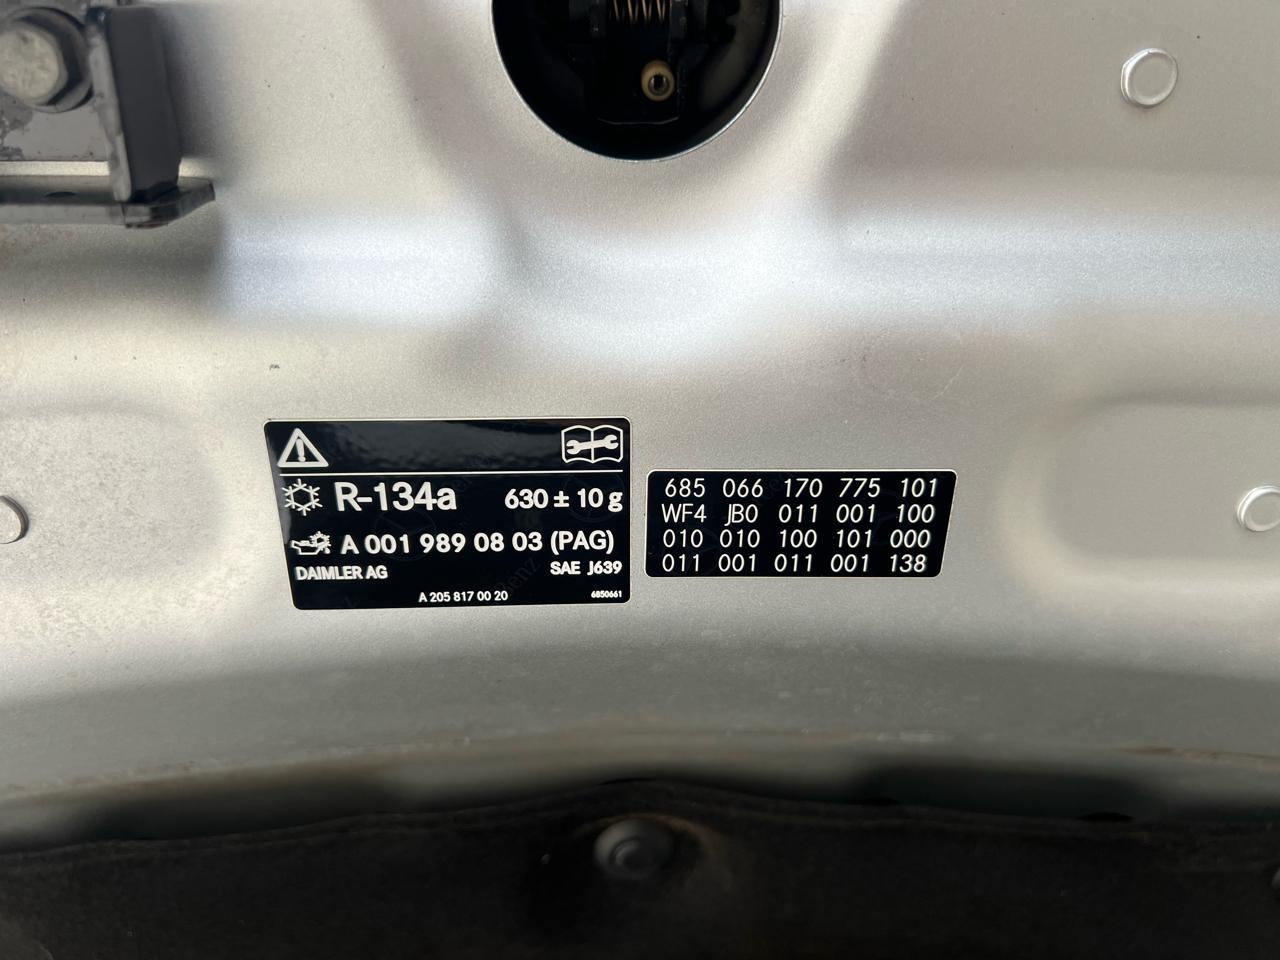 R-134a 630 ± 10 g
A 001 989 08 03 (PAG)
DAIMLER AG SAE J639
A 205 817 00 20 6850661
685 066 170 775 101
WF4 JB0 011 001 100
010 010 100 101 000
011 001 011 001 138